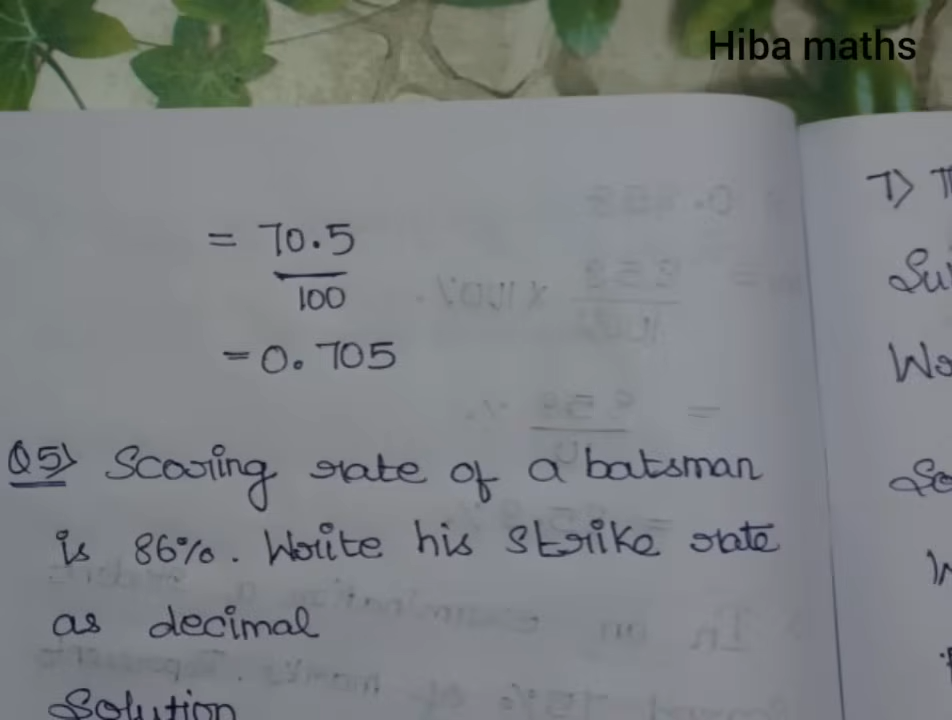 Hiba maths
= 70.5
100
= 0.705
Q5) Scoring rate of a batsman
is 86%. Write his strike rate
as decimal
Solution
7)